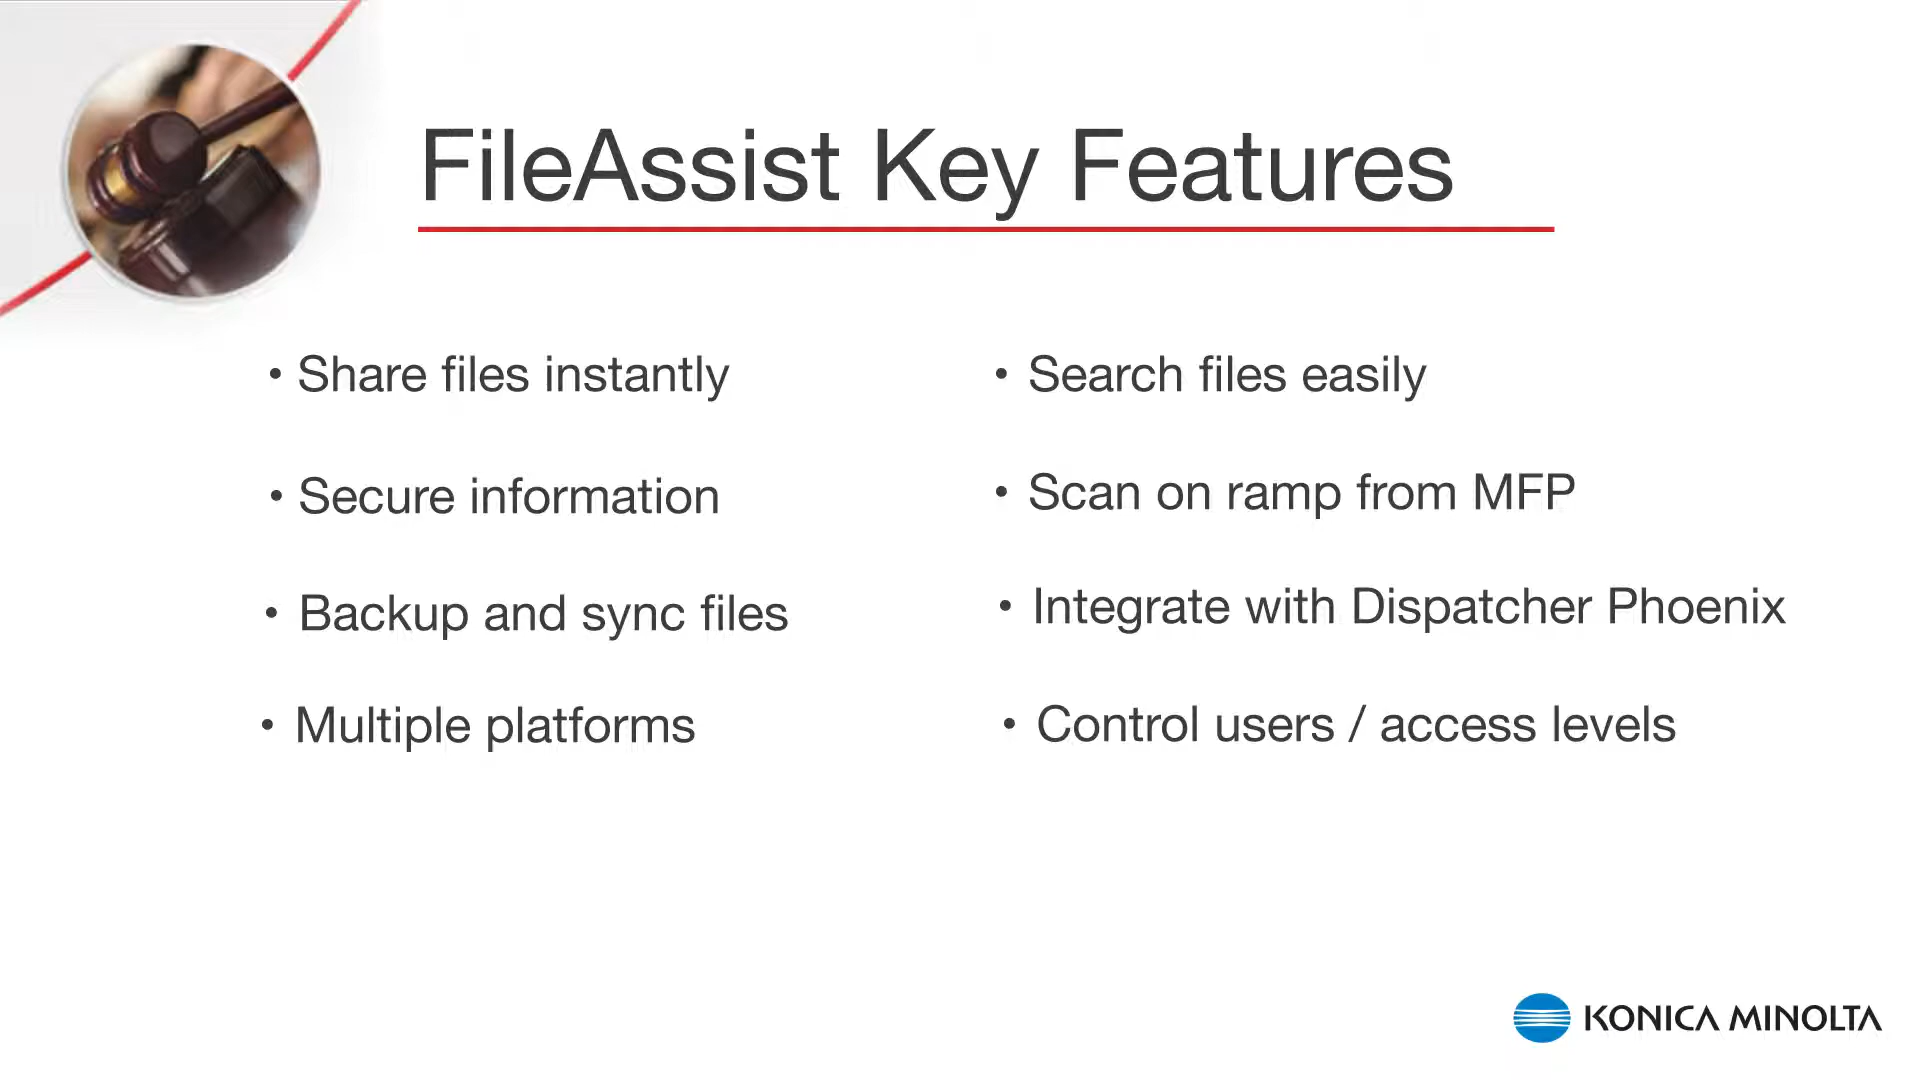 FileAssist Key Features
• Share files instantly
• Secure information
• Backup and sync files
• Multiple platforms
• Search files easily
• Scan on ramp from MFP
• Integrate with Dispatcher Phoenix
• Control users / access levels
KONICA MINOLTA